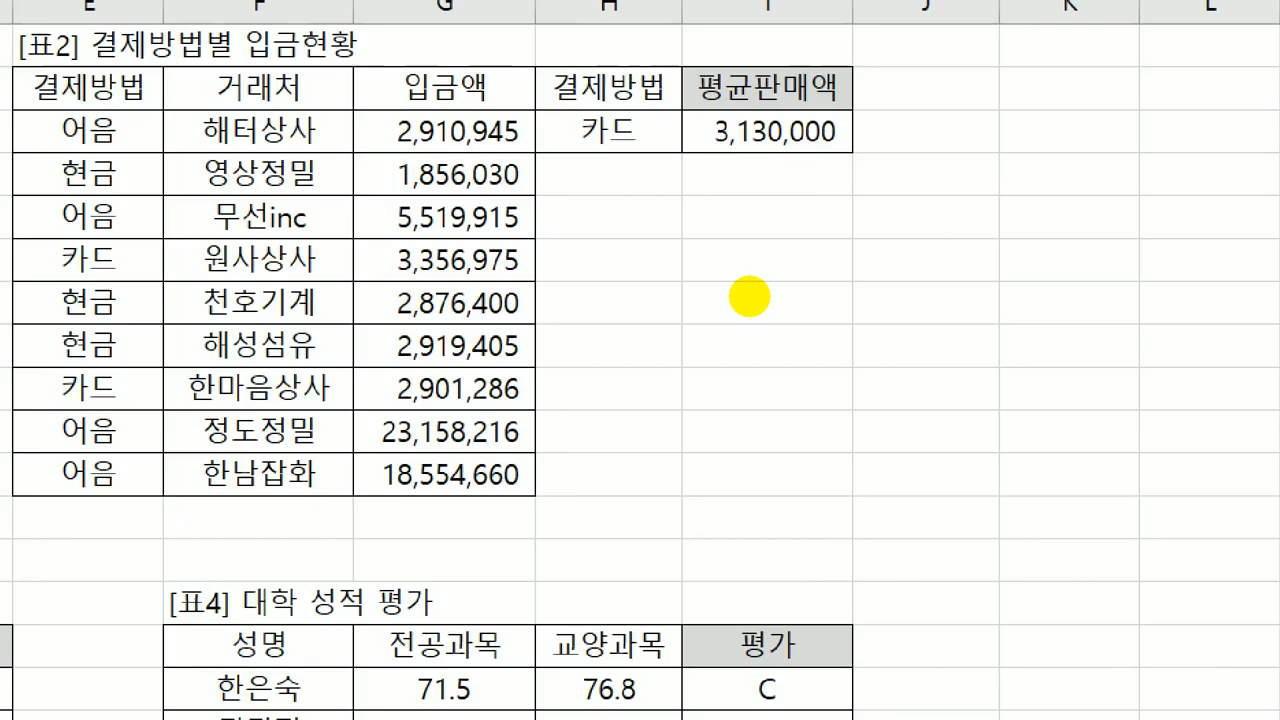 E F G H I J K L
[표2] 결제방법별 입금현황
결제방법 거래처 입금액 결제방법 평균판매액
어음 해터상사 2,910,945 카드 3,130,000
현금 영상정밀 1,856,030
어음 무선inc 5,519,915
카드 원사상사 3,356,975
현금 천호기계 2,876,400
현금 해성섬유 2,919,405
카드 한마음상사 2,901,286
어음 정도정밀 23,158,216
어음 한남잡화 18,554,660
[표4] 대학 성적 평가
성명 전공과목 교양과목 평가
한은숙 71.5 76.8 C